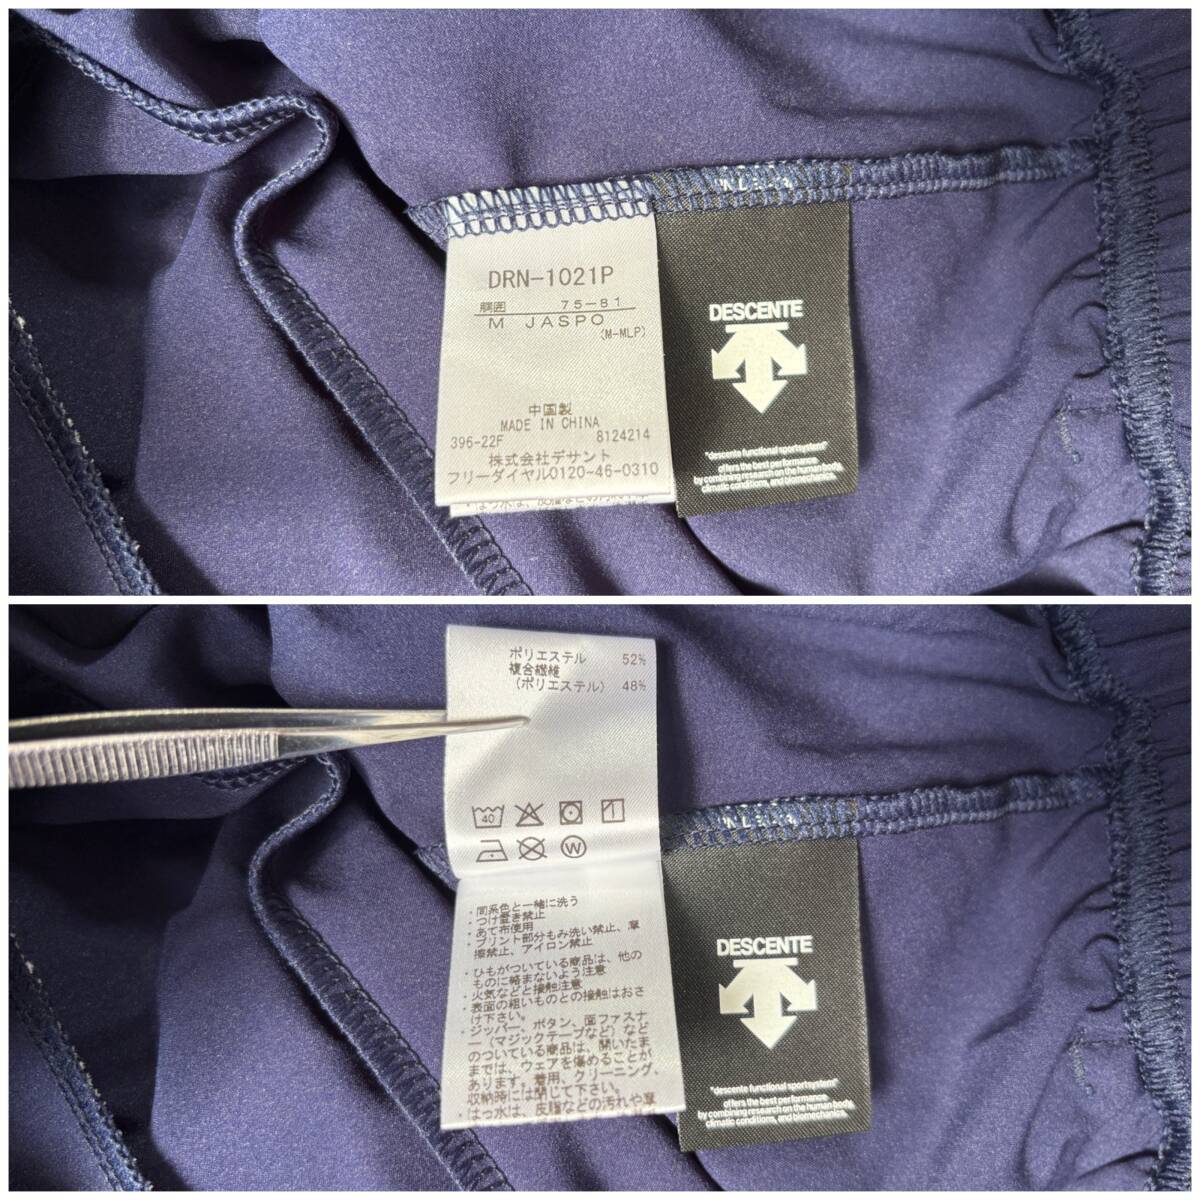 DRN-1021P
胴囲 75-81
M JASPO
(M-MLP)
中国製
MADE IN CHINA
396-22F 8124214
株式会社デサント
フリーダイヤル0120-46-0310
DESCENTE
"descente functional sportsystem"
offers the best performance
by combining research on the human body,
climatic conditions, and biomechanics.
ポリエステル 52%
複合繊維
(ポリエステル) 48%
40
W
・同系色と一緒に洗う
・つけ置き禁止
・あて布使用
・プリント部分もみ洗い禁止、摩
擦禁止、アイロン禁止
・ひもがついている商品は、他の
ものに絡まないよう注意
・火気などと接触注意
・表面の粗いものとの接触はおさ
け下さい。
・ジッパー、ボタン、面ファスナ
ー(マジックテープなど)など
のついている商品は、開いたま
までは、ウェアを傷めることが
あります。着用、クリーニング、
収納時には閉じて下さい。
・はっ水は、皮脂などの汚れや摩
DESCENTE
"descente functional sportsystem"
offers the best performance
by combining research on the human body,
climatic conditions, and biomechanics.